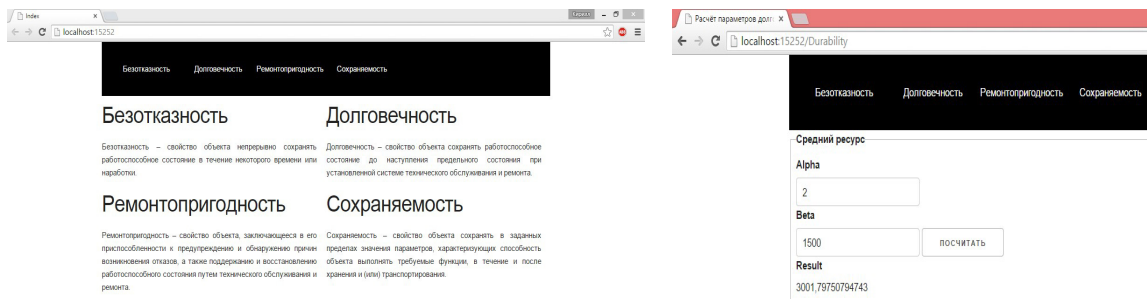 Index
localhost:15252
Безотказность Долговечность Ремонтопригодность Сохраняемость
Безотказность
Безотказность – свойство объекта непрерывно сохранять
работоспособное состояние в течение некоторого времени или
наработки.
Долговечность
Долговечность – свойство объекта сохранять работоспособное
состояние до наступления предельного состояния при
установленной системе технического обслуживания и ремонта.
Ремонтопригодность
Ремонтопригодность – свойство объекта, заключающееся в его
приспособленности к предупреждению и обнаружению причин
возникновения отказов, а также поддержанию и восстановлению
работоспособного состояния путем технического обслуживания и
ремонта.
Сохраняемость
Сохраняемость – свойство объекта сохранять в заданных
пределах значения параметров, характеризующих способность
объекта выполнять требуемые функции, в течение и после
хранения и (или) транспортирования.
Расчёт параметров долг
localhost:15252/Durability
Безотказность Долговечность Ремонтопригодность Сохраняемость
Средний ресурс
Alpha
2
Beta
1500 ПОСЧИТАТЬ
Result
3001,79750794743